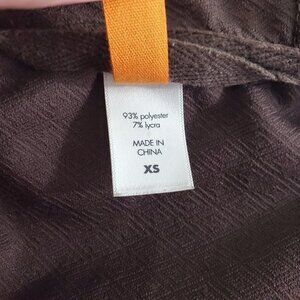 93% polyester
7% lycra
MADE IN
CHINA
XS